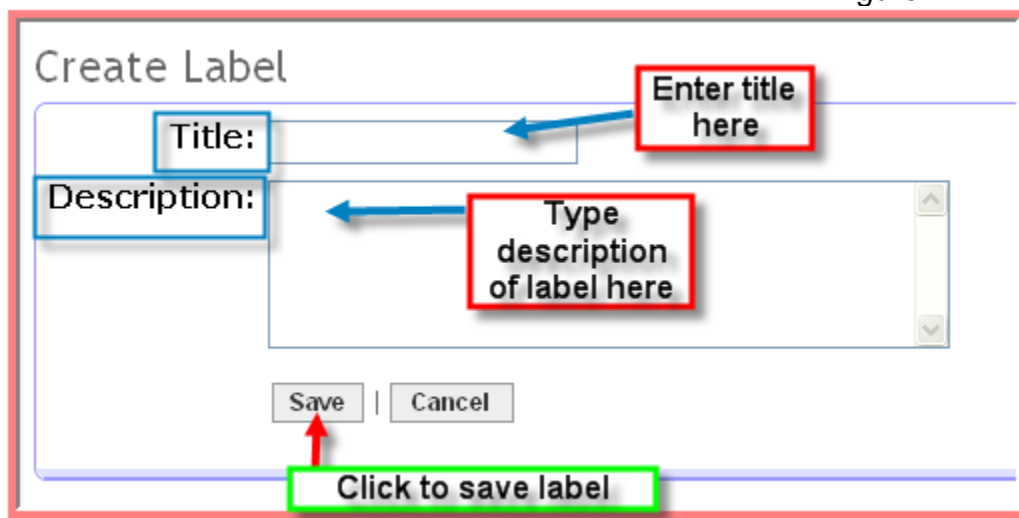 Create Label
Enter title
here
Title:
Description:
Type
description
of label here
Save | Cancel
Click to save label